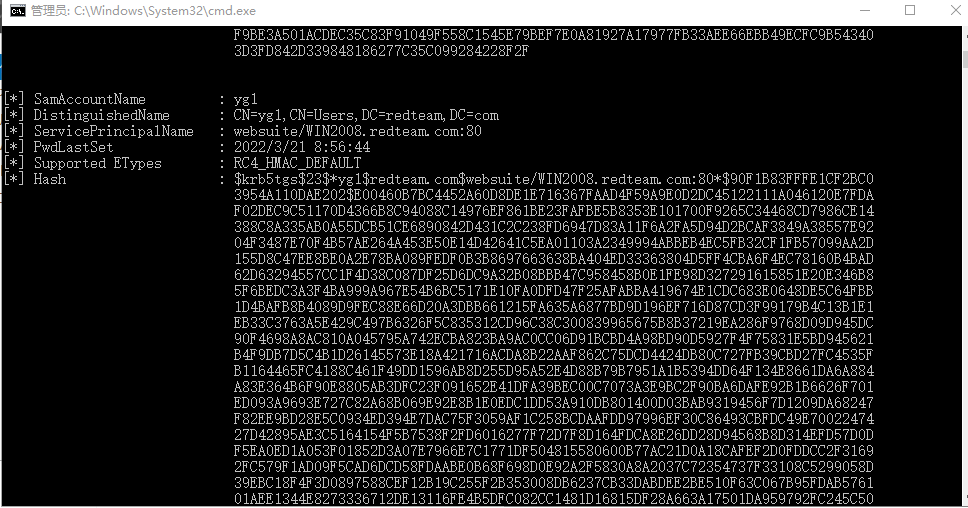 管理员: C:\Windows\System32\cmd.exe
F9BE3A501ACDEC35C83F91049F558C1545E79BEF7E0A81927A17977FB33AEE66EBB49ECFC9B54340
3D3FD842D339848186277C35C099284228F2F
[*] SamAccountName : yg1
[*] DistinguishedName : CN=yg1,CN=Users,DC=redteam,DC=com
[*] ServicePrincipalName : websuite/WIN2008.redteam.com:80
[*] PwdLastSet : 2022/3/21 8:56:44
[*] Supported ETypes : RC4_HMAC_DEFAULT
[*] Hash : $krb5tgs$23$*yg1$redteam.com$websuite/WIN2008.redteam.com:80*$90F1B83FFFE1CF2BC0
3954A110DAE202$E00460B7BC4452A60D8DE1E716367FAAD4F59A9E0D2DC45122111A046120E7FDA
F02DEC9C51170D4366B8C94088C14976EF861BE23FAFBE5B8353E101700F9265C34468CD7986CE14
388C8A335AB0A55DCB51CE6890842D431C2C238FD6947D83A11F6A2FA5D94D2BCAF3849A38557E92
04F3487E70F4B57AE264A453E50E14D42641C5EA01103A2349994ABBEB4EC5FB32CF1FB57099AA2D
155D8C47EE8BE0A2E78BA089FEDF0B3B8697663638BA404ED33363804D5FF4CBA6F4EC78160B4BAD
62D63294557CC1F4D38C087DF25D6DC9A32B08BBB47C958458B0E1FE98D327291615851E20E346B8
5F6BEDC3A3F4BA999A967E54B6BC5171E10FA0DFD47F25AFABBA419674E1CDC683E0648DE5C64FBB
1D4BAFB8B4089D9FEC88E66D20A3DBB661215FA635A6877BD9D196EF716D87CD3F99179B4C13B1E1
EB33C3763A5E429C497B6326F5C835312CD96C38C300839965675B8B37219EA286F9768D09D945DC
90F4698A8AC810A045795A742ECBA823BA9AC0CC06D91BCBD4A98BD90D5927F4F75831E5BD945621
B4F9DB7D5C4B1D26145573E18A421716ACDA8B22AAF862C75DCD4424DB80C727FB39CBD27FC4535F
B1164465FC4188C461F49DD1596AB8D255D95A52E4D88B79B7951A1B5394DD64F134E8661DA6A884
A83E364B6F90E8805AB3DFC23F091652E41DFA39BEC00C7073A3E9BC2F90BA6DAFE92B1B6626F701
ED093A9693E727C82A68B069E92E8B1E0EDC1DD53A910DB801400D03BAB9319456F7D1209DA68247
F82EE9BD28E5C0934ED394E7DAC75F3059AF1C258BCDAAFDD97996EF30C86493CBFDC49E70022474
27D42895AE3C5164154F5B7538F2FD6016277F72D7F8D164FDCA8E26DD28D94568B8D314EFD57D0D
F5EA0ED1A053F01852D3A07E7966E7C1771DF504815580600B77AC21D0A18CAFEF2D0FDDCC2F3169
2FC579F1AD09F5CAD6DCD58FDAABE0B68F698D0E92A2F5830A8A2037C72354737F33108C5299058D
39EBC18F4F3D0897588CEF12B19C255F2B353008DB6237CB33DABDEE2BE510F63C067B95FDAB5761
01AEE1344E8273336712DE13116FE4B5DFC082CC1481D16815DF28A663A17501DA959792FC245C50